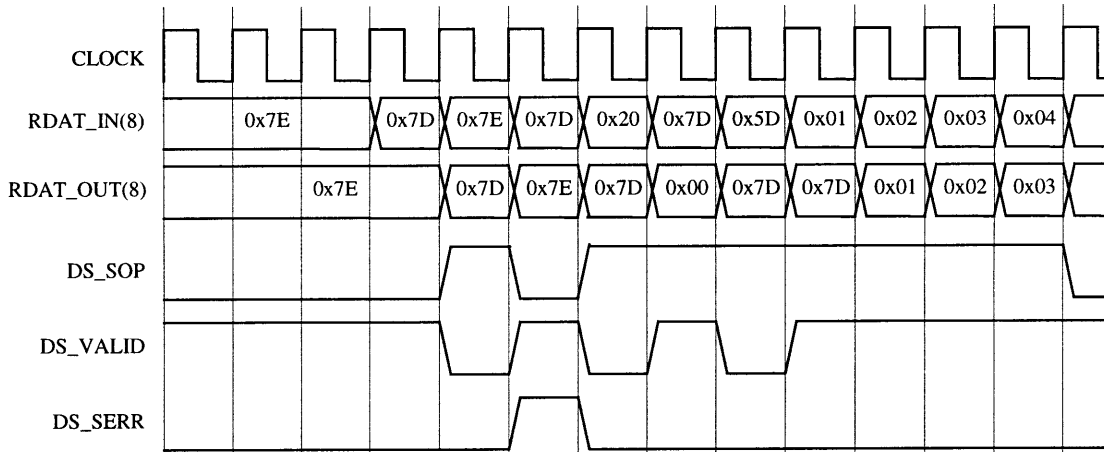 CLOCK
RDAT_IN(8) 0x7E 0x7D 0x7E 0x7D 0x20 0x7D 0x5D 0x01 0x02 0x03 0x04
RDAT_OUT(8) 0x7E 0x7D 0x7E 0x7D 0x00 0x7D 0x7D 0x01 0x02 0x03
DS_SOP
DS_VALID
DS_SERR